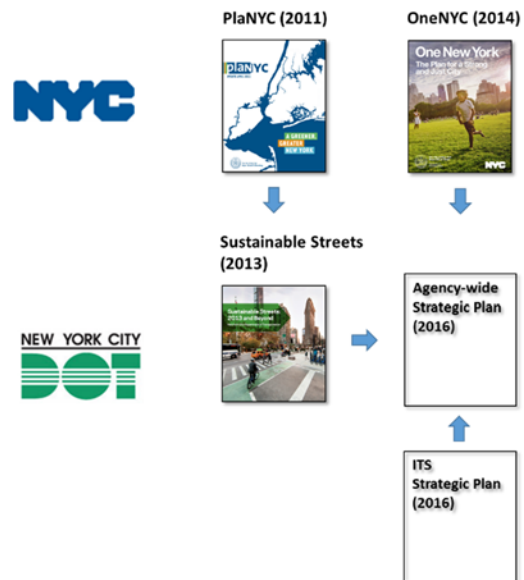 PlaNYC (2011)
OneNYC (2014)
NYC
planYC
A GREENER,
GREATER
NEW YORK
One New York
The Plan for a Strong
and Just City
NYC
Sustainable Streets
(2013)
Sustainable Streets
2013 and Beyond
NEW YORK CITY
DOT
Agency-wide
Strategic Plan
(2016)
ITS
Strategic Plan
(2016)